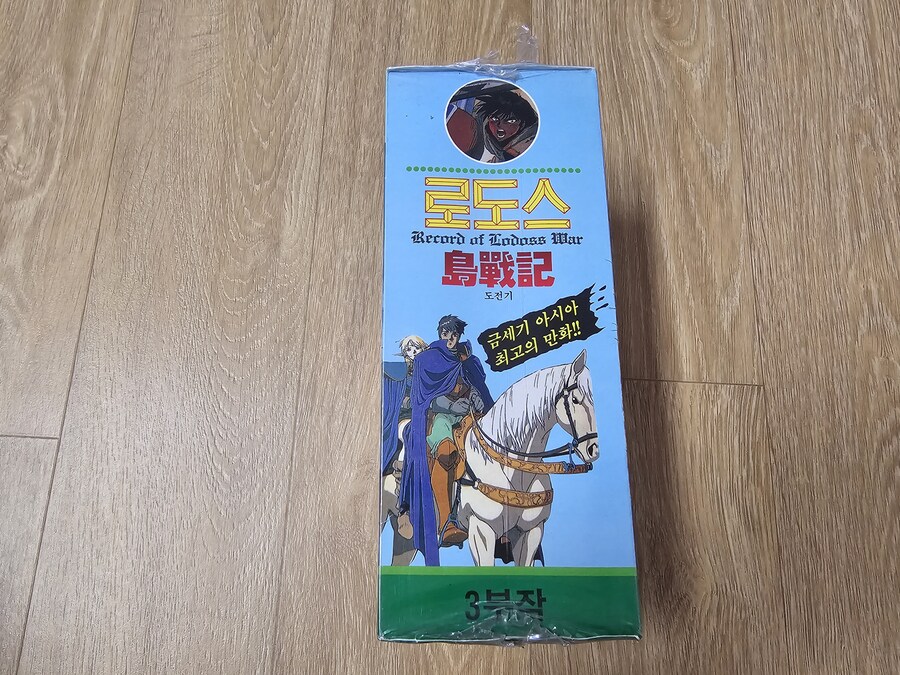 로도스
Record of Lodoss War
島戰記
도전기
금세기 아시아
최고의 만화!!
3부작